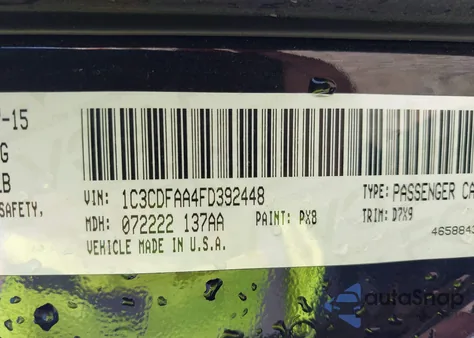 -15
G
LB
SAFETY,
VIN: 1C3CDFAA4FD392448 TYPE: PASSENGER CA
MDH: 072222 137AA PAINT: PX8 TRIM: D7X9
VEHICLE MADE IN U.S.A. 465884
autoShop